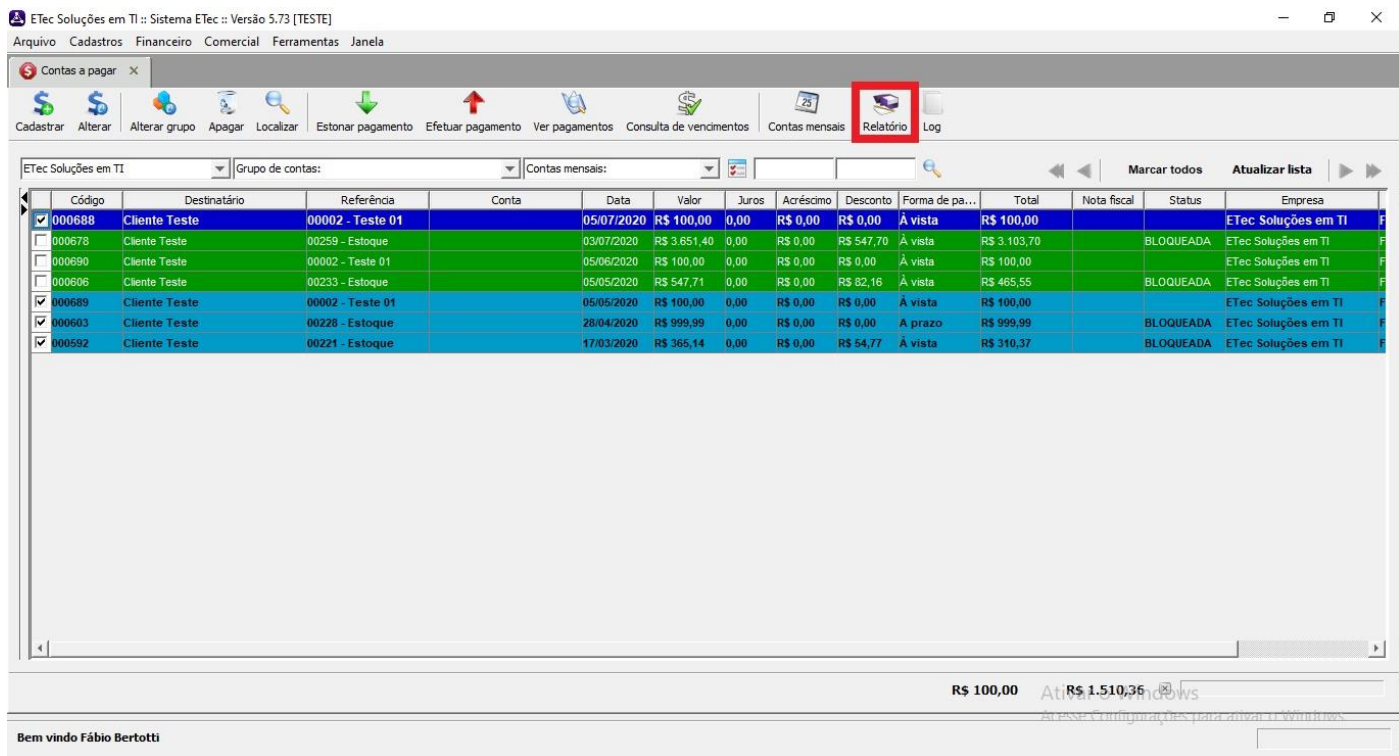 ETec Soluções em TI :: Sistema ETec :: Versão 5.73 [TESTE]
Arquivo Cadastros Financeiro Comercial Ferramentas Janela
Contas a pagar
Cadastrar Alterar Alterar grupo Apagar Localizar Estonar pagamento Efetuar pagamento Ver pagamentos Consulta de vencimentos Contas mensais Relatório Log
ETec Soluções em TI Grupo de contas: Contas mensais: Marcar todos Atualizar lista
Código Destinatário Referência Conta Data Valor Juros Acréscimo Desconto Forma de pa... Total Nota fiscal Status Empresa
000688 Cliente Teste 00002 - Teste 01 05/07/2020 R$ 100,00 0,00 R$ 0,00 R$ 0,00 À vista R$ 100,00 ETec Soluções em TI F
000678 Cliente Teste 00259 - Estoque 03/07/2020 R$ 3.651,40 0,00 R$ 0,00 R$ 547,70 À vista R$ 3.103,70 BLOQUEADA ETec Soluções em TI F
000690 Cliente Teste 00002 - Teste 01 05/06/2020 R$ 100,00 0,00 R$ 0,00 R$ 0,00 À vista R$ 100,00 ETec Soluções em TI F
000606 Cliente Teste 00233 - Estoque 05/05/2020 R$ 547,71 0,00 R$ 0,00 R$ 82,16 À vista R$ 465,55 BLOQUEADA ETec Soluções em TI F
000689 Cliente Teste 00002 - Teste 01 05/05/2020 R$ 100,00 0,00 R$ 0,00 R$ 0,00 À vista R$ 100,00 ETec Soluções em TI F
000603 Cliente Teste 00228 - Estoque 28/04/2020 R$ 999,99 0,00 R$ 0,00 R$ 0,00 A prazo R$ 999,99 BLOQUEADA ETec Soluções em TI F
000592 Cliente Teste 00221 - Estoque 17/03/2020 R$ 365,14 0,00 R$ 0,00 R$ 54,77 À vista R$ 310,37 BLOQUEADA ETec Soluções em TI F
R$ 100,00 R$ 1.510,36
Ativar o Windows
Acesse Configurações para ativar o Windows.
Bem vindo Fábio Bertotti